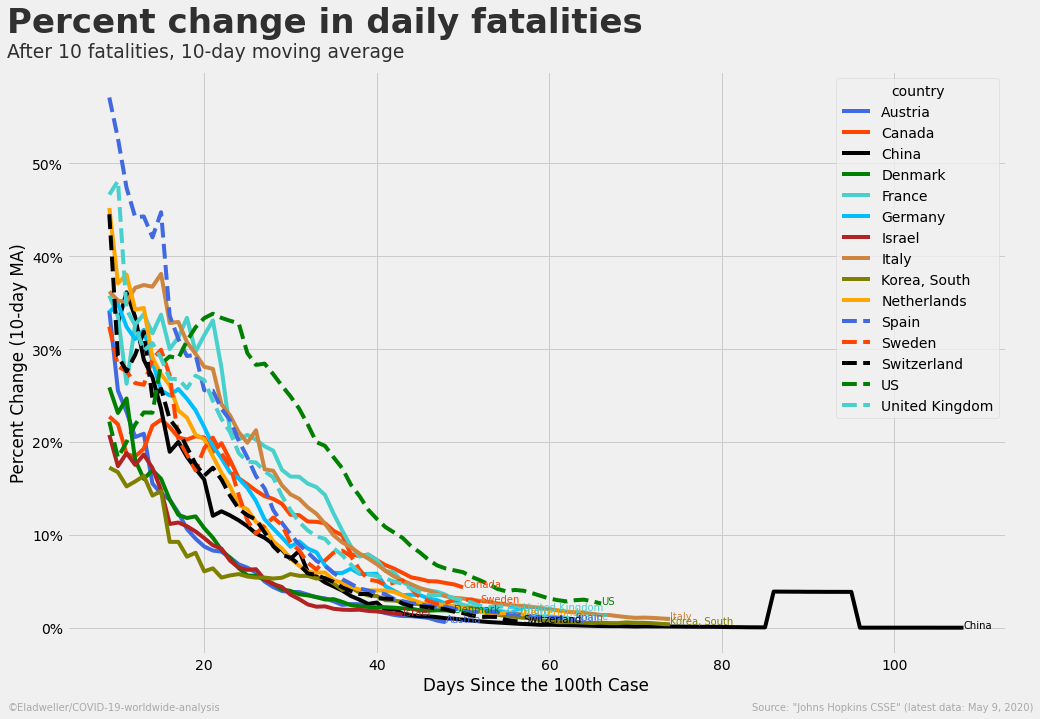 Percent change in daily fatalities
After 10 fatalities, 10-day moving average
country
Austria
Canada
China
Denmark
France
Germany
Israel
Italy
Korea, South
Netherlands
Spain
Sweden
Switzerland
US
United Kingdom
Percent Change (10-day MA)
50%
40%
30%
20%
10%
0%
Canada
Sweden
US
United Kingdom
Denmark
Italy
Spain
Korea, South
Switzerland
Austria
China
20
40
60
80
100
Days Since the 100th Case
©Eladweller/COVID-19-worldwide-analysis
Source: "Johns Hopkins CSSE" (latest data: May 9, 2020)